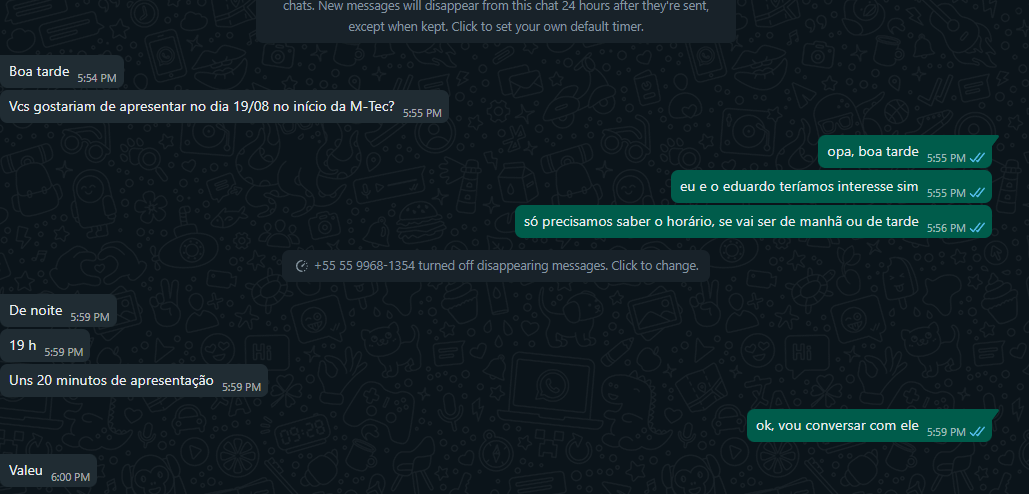 chats. New messages will disappear from this chat 24 hours after they're sent,
except when kept. Click to set your own default timer.
Boa tarde 5:54 PM
Vcs gostariam de apresentar no dia 19/08 no início da M-Tec? 5:55 PM
opa, boa tarde 5:55 PM
eu e o eduardo teríamos interesse sim 5:55 PM
só precisamos saber o horário, se vai ser de manhã ou de tarde 5:56 PM
+55 55 9968-1354 turned off disappearing messages. Click to change.
De noite 5:59 PM
19 h 5:59 PM
Uns 20 minutos de apresentação 5:59 PM
ok, vou conversar com ele 5:59 PM
Valeu 6:00 PM